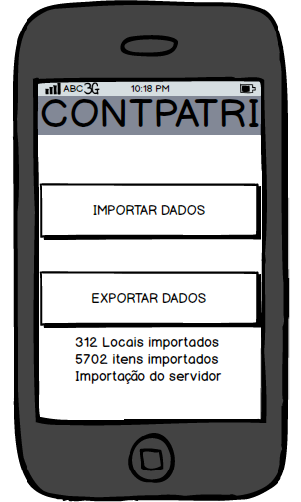 ABC 3G 10:18 PM
CONTPATRI
IMPORTAR DADOS
EXPORTAR DADOS
312 Locais importados
5702 itens importados
Importação do servidor